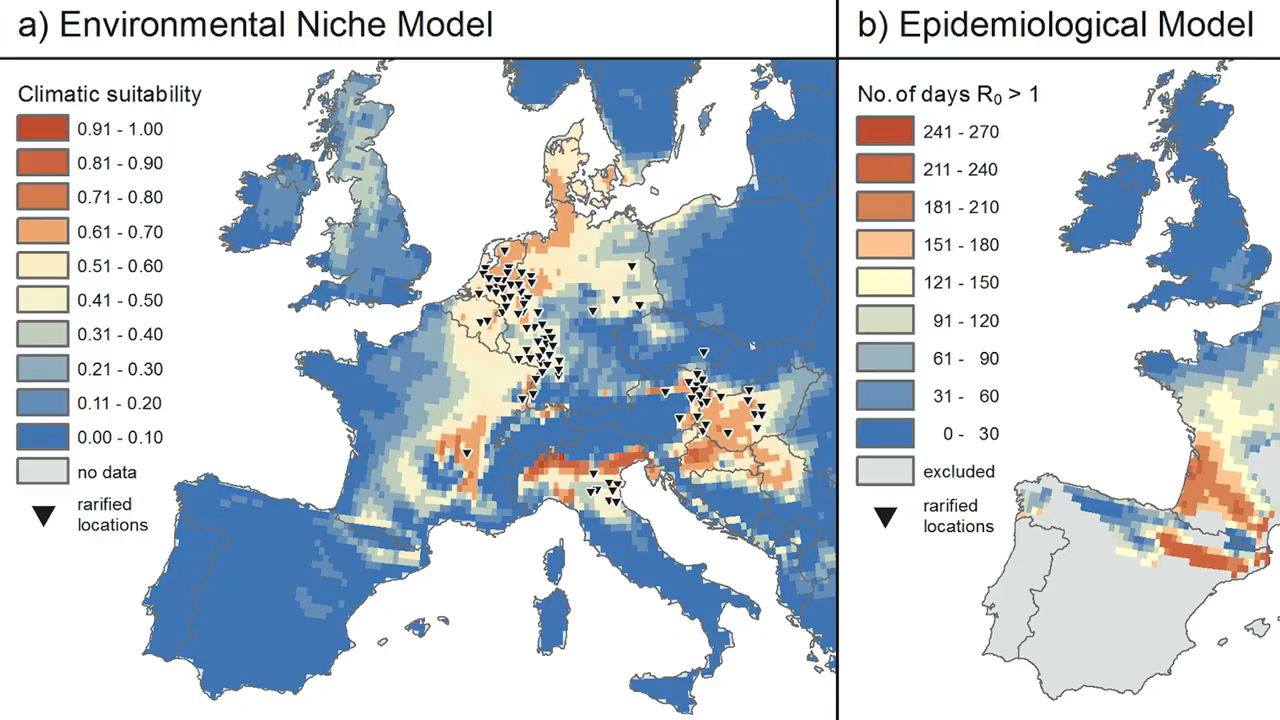 a) Environmental Niche Model
Climatic suitability
0.91 - 1.00
0.81 - 0.90
0.71 - 0.80
0.61 - 0.70
0.51 - 0.60
0.41 - 0.50
0.31 - 0.40
0.21 - 0.30
0.11 - 0.20
0.00 - 0.10
no data
rarified
locations
b) Epidemiological Model
No. of days R₀ > 1
241 - 270
211 - 240
181 - 210
151 - 180
121 - 150
91 - 120
61 - 90
31 - 60
0 - 30
excluded
rarified
locations